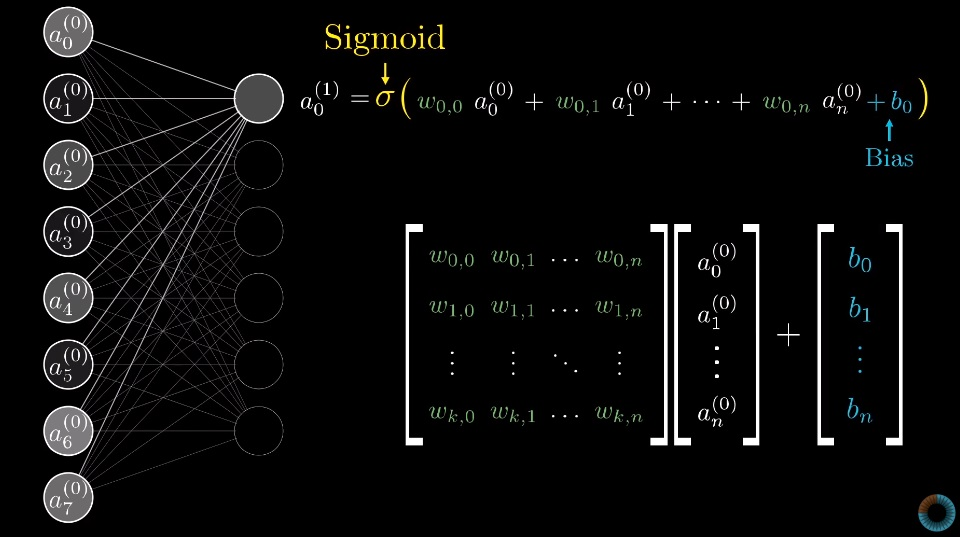 a_0^{(0)}
a_1^{(0)}
a_2^{(0)}
a_3^{(0)}
a_4^{(0)}
a_5^{(0)}
a_6^{(0)}
a_7^{(0)}
Sigmoid
a_0^{(1)} = σ( w_{0,0} a_0^{(0)} + w_{0,1} a_1^{(0)} + ⋯ + w_{0,n} a_n^{(0)} + b_0 )
Bias
[ w_{0,0} w_{0,1} … w_{0,n} ] [ a_0^{(0)} ] [ b_0 ]
[ w_{1,0} w_{1,1} … w_{1,n} ] [ a_1^{(0)} ] + [ b_1 ]
[ ⋮ ⋮ ⋱ ⋮ ] [ ⋮ ] [ ⋮ ]
[ w_{k,0} w_{k,1} … w_{k,n} ] [ a_n^{(0)} ] [ b_n ]